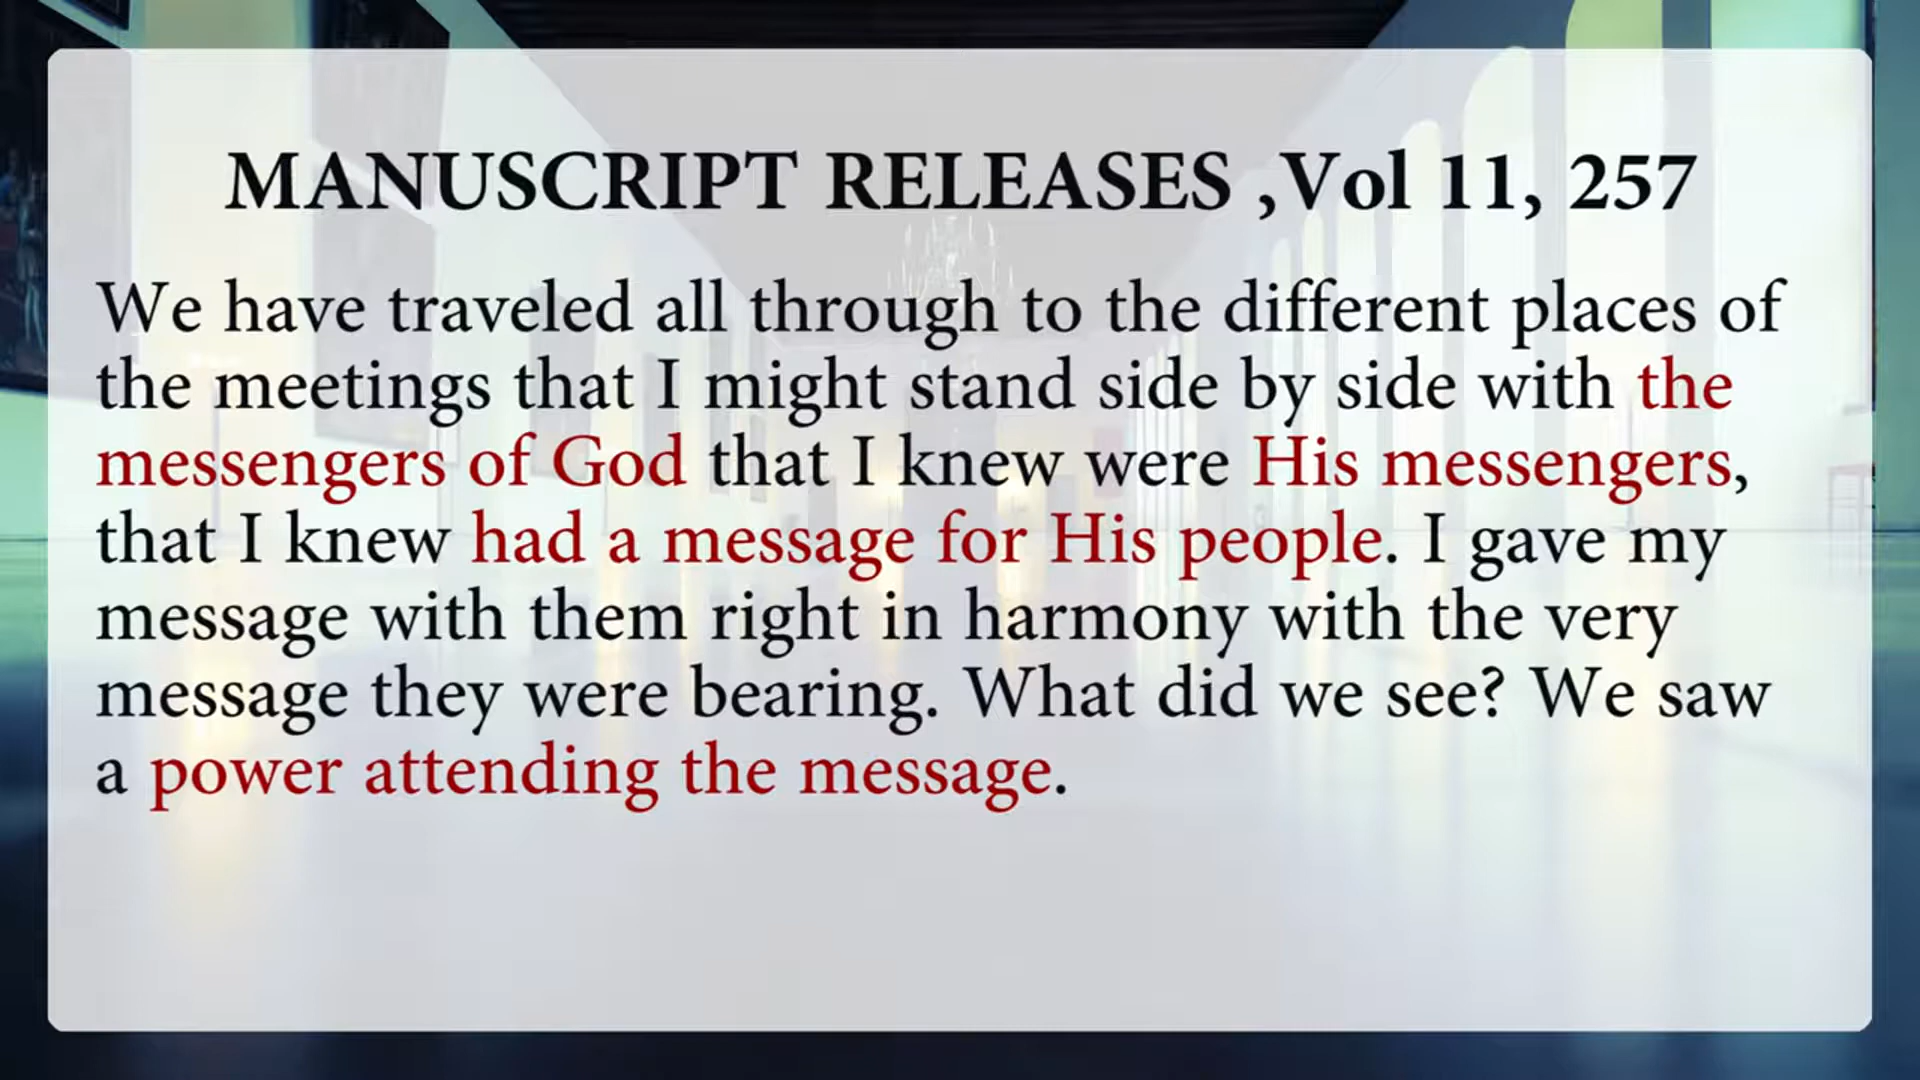 MANUSCRIPT RELEASES ,Vol 11, 257
We have traveled all through to the different places of
the meetings that I might stand side by side with the
messengers of God that I knew were His messengers,
that I knew had a message for His people. I gave my
message with them right in harmony with the very
message they were bearing. What did we see? We saw
a power attending the message.